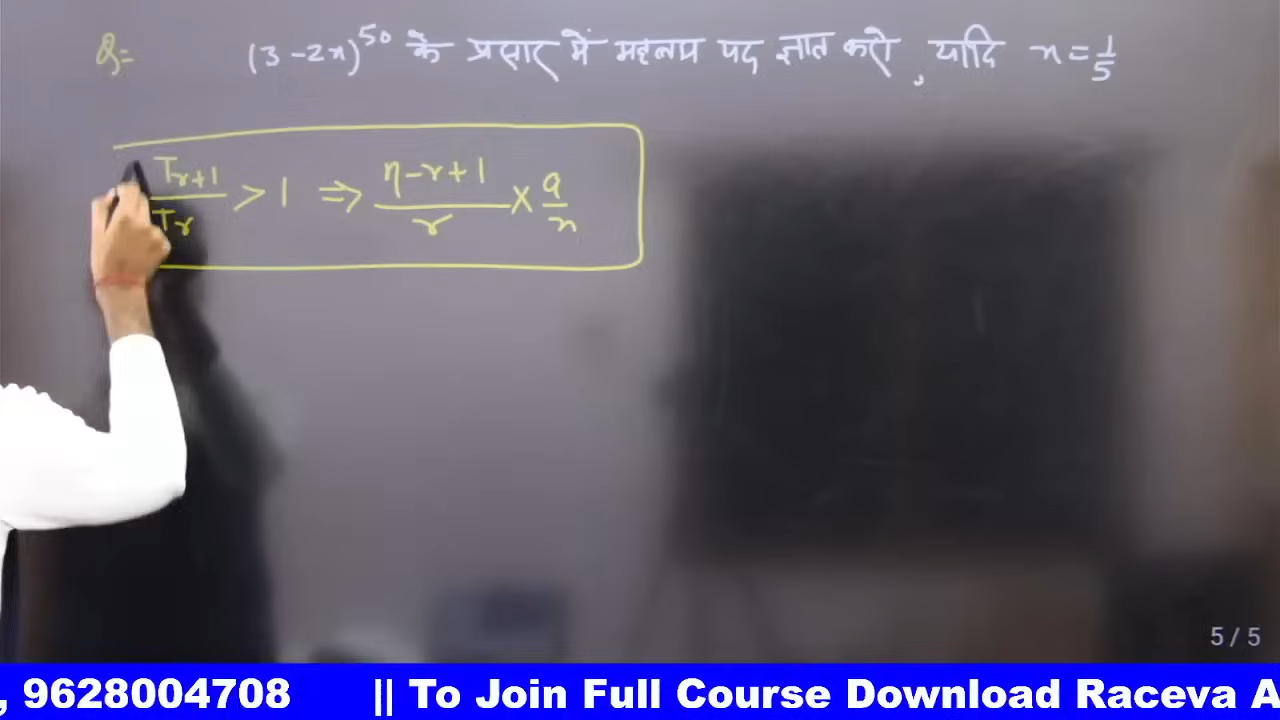 Q= (3-2x)^50 के प्रसार में महत्तम पद ज्ञात करो , यदि x = 1/5
T_{r+1}/T_r > 1 ⇒ (n-r+1)/r × a/x
5 / 5
, 9628004708 || To Join Full Course Download Raceva A